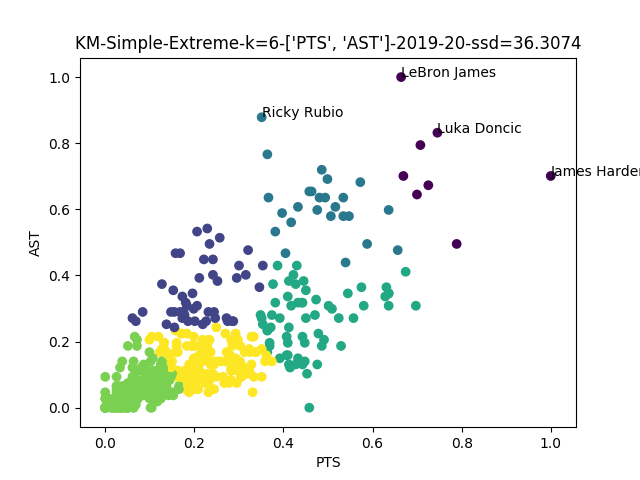 KM-Simple-Extreme-k=6-['PTS', 'AST']-2019-20-ssd=36.3074
LeBron James
Ricky Rubio
Luka Doncic
James Harden
1.0
0.8
0.6
0.4
0.2
0.0
AST
0.0 0.2 0.4 0.6 0.8 1.0
PTS